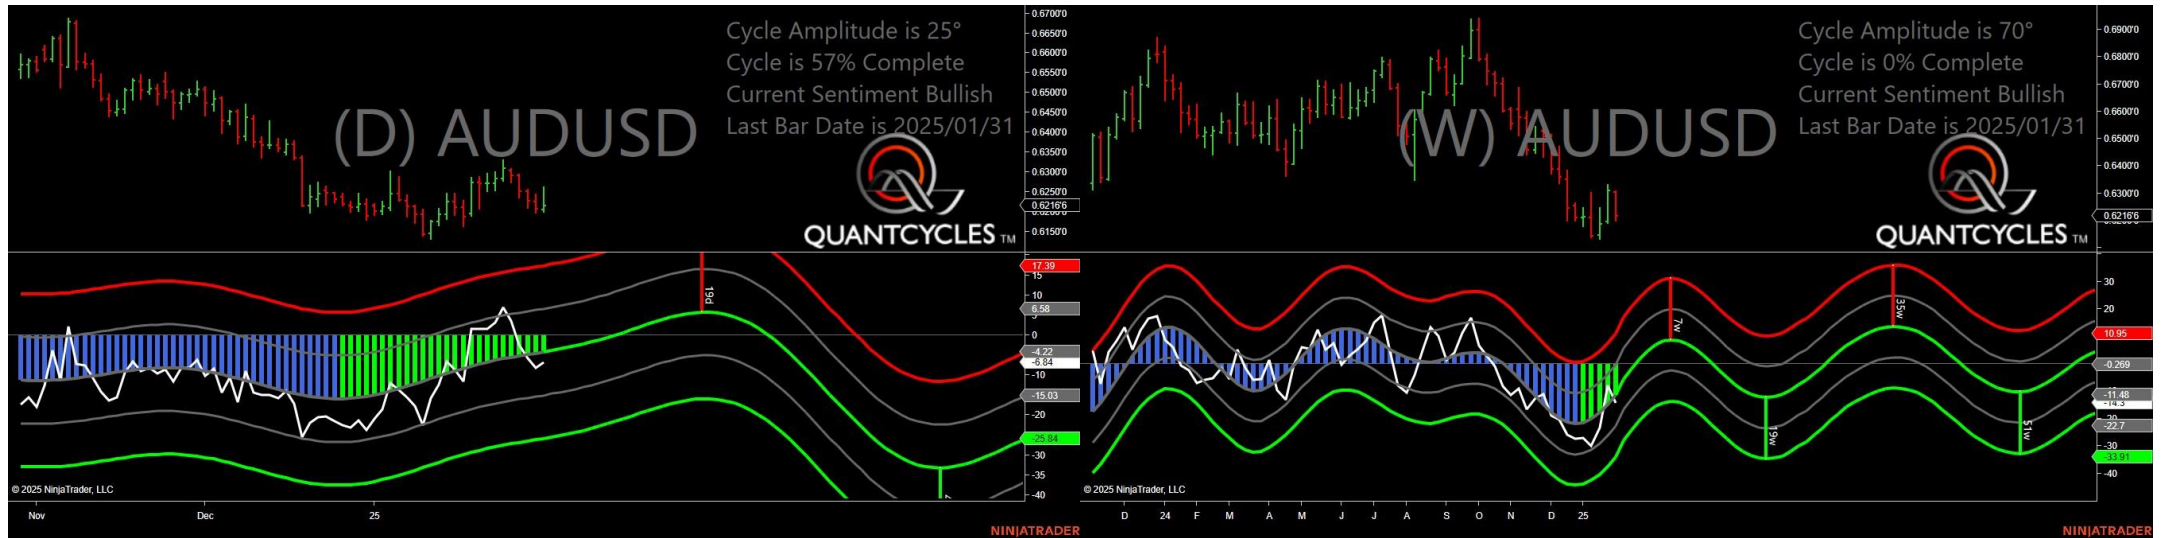 Cycle Amplitude is 25°
Cycle is 57% Complete
Current Sentiment Bullish
Last Bar Date is 2025/01/31
(D) AUDUSD
QUANTCYCLES TM
0.6700'0
0.6650'0
0.6600'0
0.6550'0
0.6500'0
0.6450'0
0.6400'0
0.6350'0
0.6300'0
0.6250'0
0.6216'6
0.6150'0
19d
17.39
15
10
6.58
0
-4.22
-6.84
-10
-15.03
-20
-25.84
-30
-35
-40
© 2025 NinjaTrader, LLC
Nov
Dec
25
NINJATRADER
Cycle Amplitude is 70°
Cycle is 0% Complete
Current Sentiment Bullish
Last Bar Date is 2025/01/31
(W) AUDUSD
QUANTCYCLES TM
0.6900'0
0.6800'0
0.6700'0
0.6600'0
0.6500'0
0.6400'0
0.6300'0
0.6216'6
7w
19w
35w
51w
30
20
10.95
-0.269
-11.48
-14.3
-22.7
-30
-33.91
-40
© 2025 NinjaTrader, LLC
D 24 F M A M J J A S O N D 25
NINJATRADER